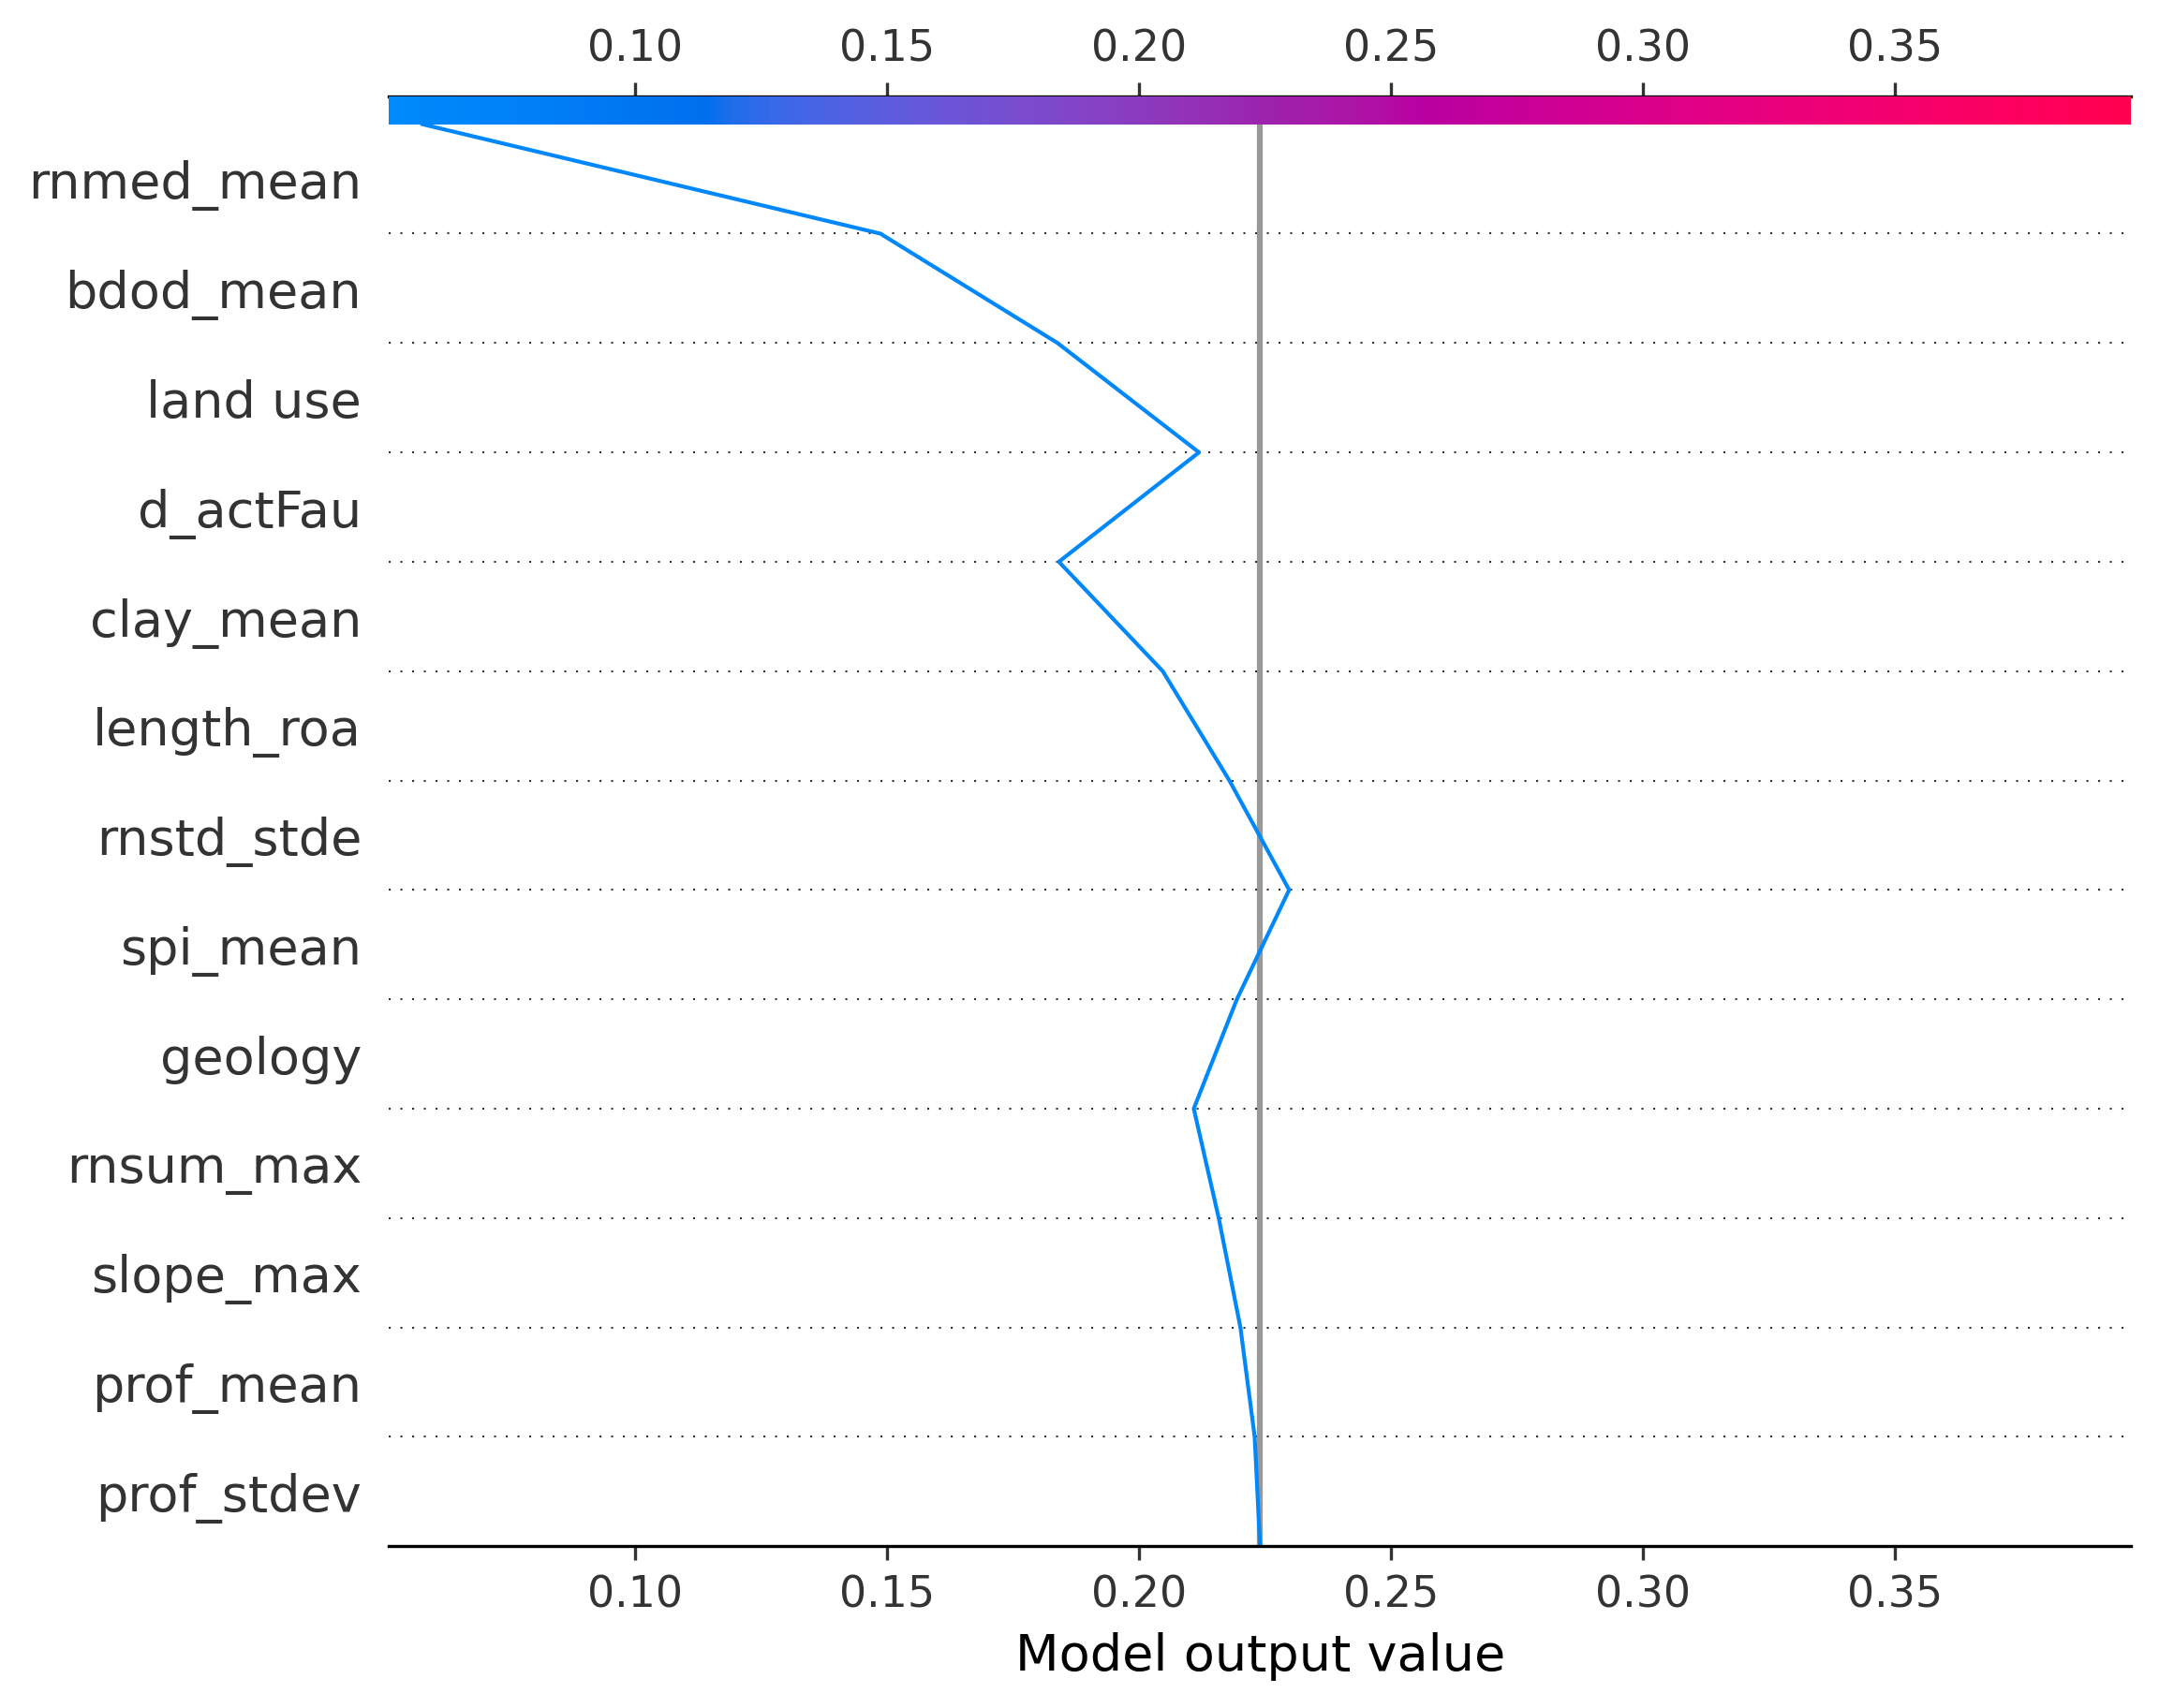 0.10 0.15 0.20 0.25 0.30 0.35
rnmed_mean
bdod_mean
land use
d_actFau
clay_mean
length_roa
rnstd_stde
spi_mean
geology
rnsum_max
slope_max
prof_mean
prof_stdev
0.10 0.15 0.20 0.25 0.30 0.35
Model output value